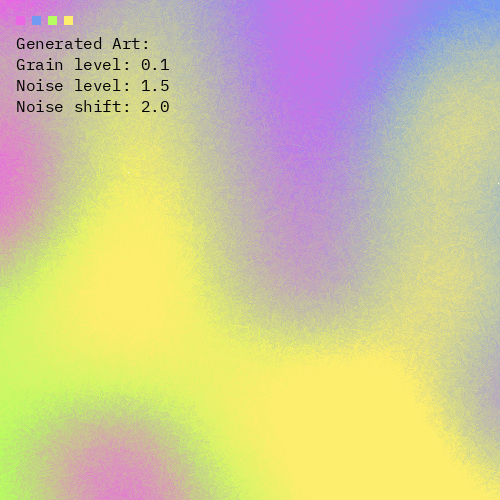 Generated Art:
Grain level: 0.1
Noise level: 1.5
Noise shift: 2.0